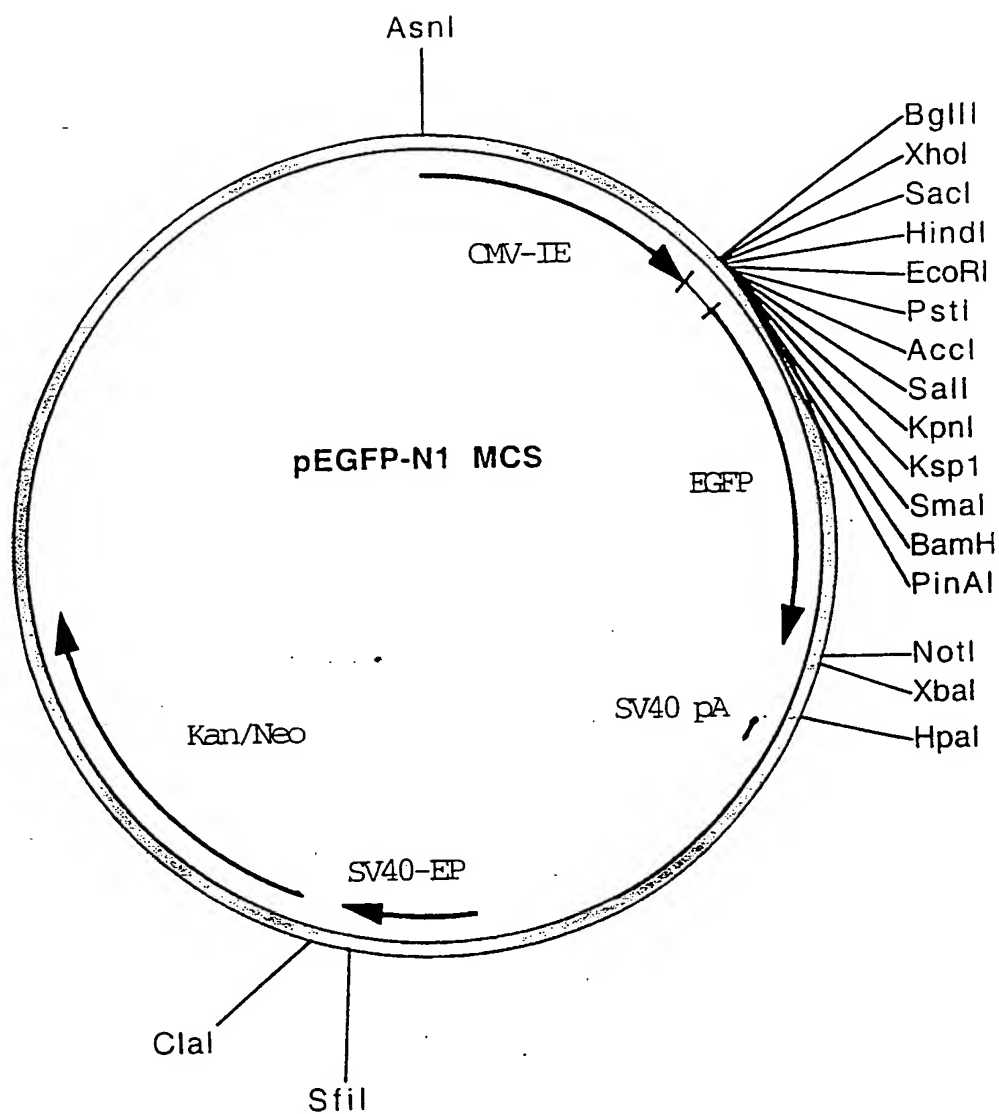 AsnI
BglII
XhoI
SacI
HindI
EcoRI
PstI
AccI
SalI
KpnI
Ksp1
SmaI
BamH
PinAI
CMV-IE
pEGFP-N1 MCS
EGFP
NotI
XbaI
HpaI
SV40 pA
Kan/Neo
SV40-EP
ClaI
SfiI